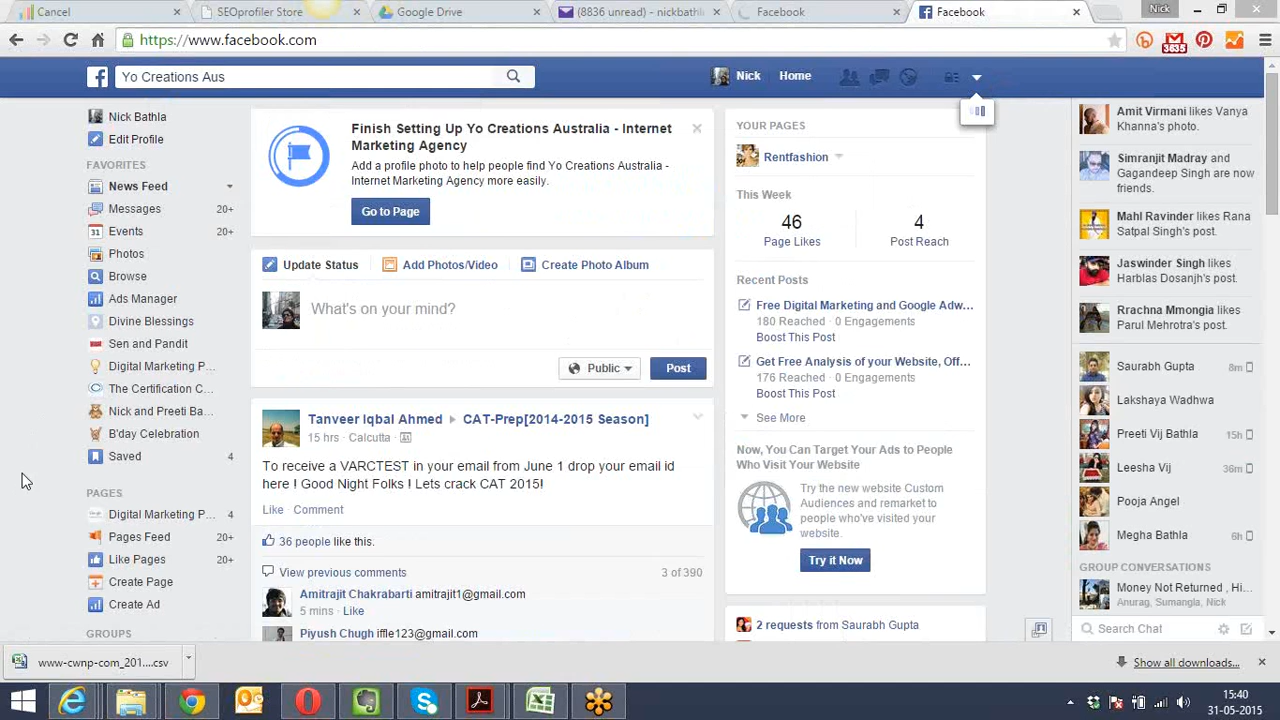 Cancel
SEOprofiler Store
Google Drive
(8836 unread) - nickbathl
Facebook
Facebook
Nick
https://www.facebook.com
3635
Yo Creations Aus
Nick
Home
Nick Bathla
Edit Profile
FAVORITES
News Feed
Messages 20+
31 Events 20+
Photos
Browse
Ads Manager
Divine Blessings
Sen and Pandit
Digital Marketing P...
The Certification C...
Nick and Preeti Ba...
B'day Celebration
Saved 4
PAGES
Digital Marketing P... 4
Pages Feed 20+
Like Pages 20+
Create Page
Create Ad
GROUPS
Finish Setting Up Yo Creations Australia - Internet
Marketing Agency
Add a profile photo to help people find Yo Creations Australia -
Internet Marketing Agency more easily.
Go to Page
Update Status
Add Photos/Video
Create Photo Album
What's on your mind?
Public
Post
Tanveer Iqbal Ahmed ▸ CAT-Prep[2014-2015 Season]
15 hrs · Calcutta ·
To receive a VARCTEST in your email from June 1 drop your email id
here ! Good Night Folks ! Lets crack CAT 2015!
Like Comment
36 people like this.
View previous comments 3 of 390
Amitrajit Chakrabarti amitrajit1@gmail.com
5 mins · Like
Piyush Chugh iffle123@gmail.com
YOUR PAGES
Rentfashion
This Week
46 4
Page Likes Post Reach
Recent Posts
Free Digital Marketing and Google Adw...
180 Reached · 0 Engagements
Boost This Post
Get Free Analysis of your Website, Off...
176 Reached · 0 Engagements
Boost This Post
See More
Now, You Can Target Your Ads to People
Who Visit Your Website
Try the new website Custom
Audiences and remarket to
people who've visited your
website.
Try it Now
2 requests from Saurabh Gupta
Amit Virmani likes Vanya
Khanna's photo.
Simranjit Madray and
Gagandeep Singh are now
friends.
Mahl Ravinder likes Rana
Satpal Singh's post.
Jaswinder Singh likes
Harblas Dosanjh's post.
Rrachna Mmongia likes
Parul Mehrotra's post.
Saurabh Gupta 8m
Lakshaya Wadhwa
Preeti Vij Bathla 15h
Leesha Vij 36m
Pooja Angel
Megha Bathla 6h
GROUP CONVERSATIONS
Money Not Returned , Hi...
Anurag, Sumangla, Nick
Search Chat
www-cwnp-com_201....csv
Show all downloads...
15:40
31-05-2015